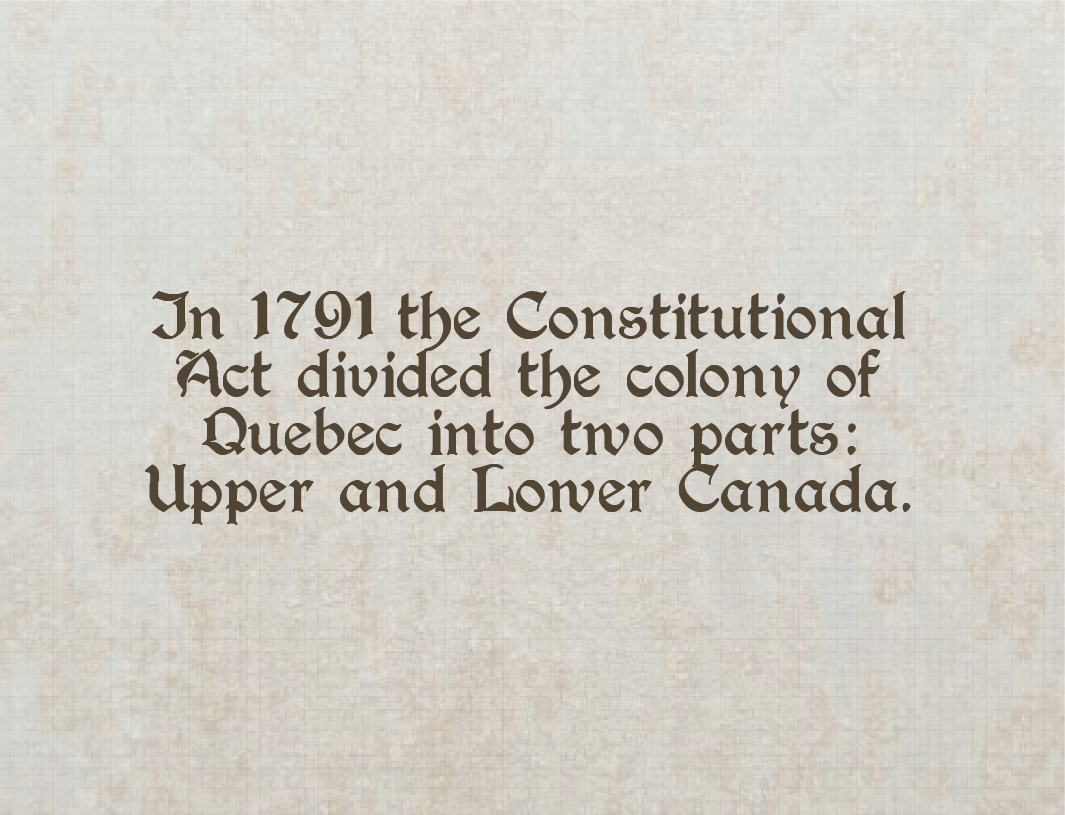 In 1791 the Constitutional
Act divided the colony of
Quebec into two parts:
Upper and Lower Canada.